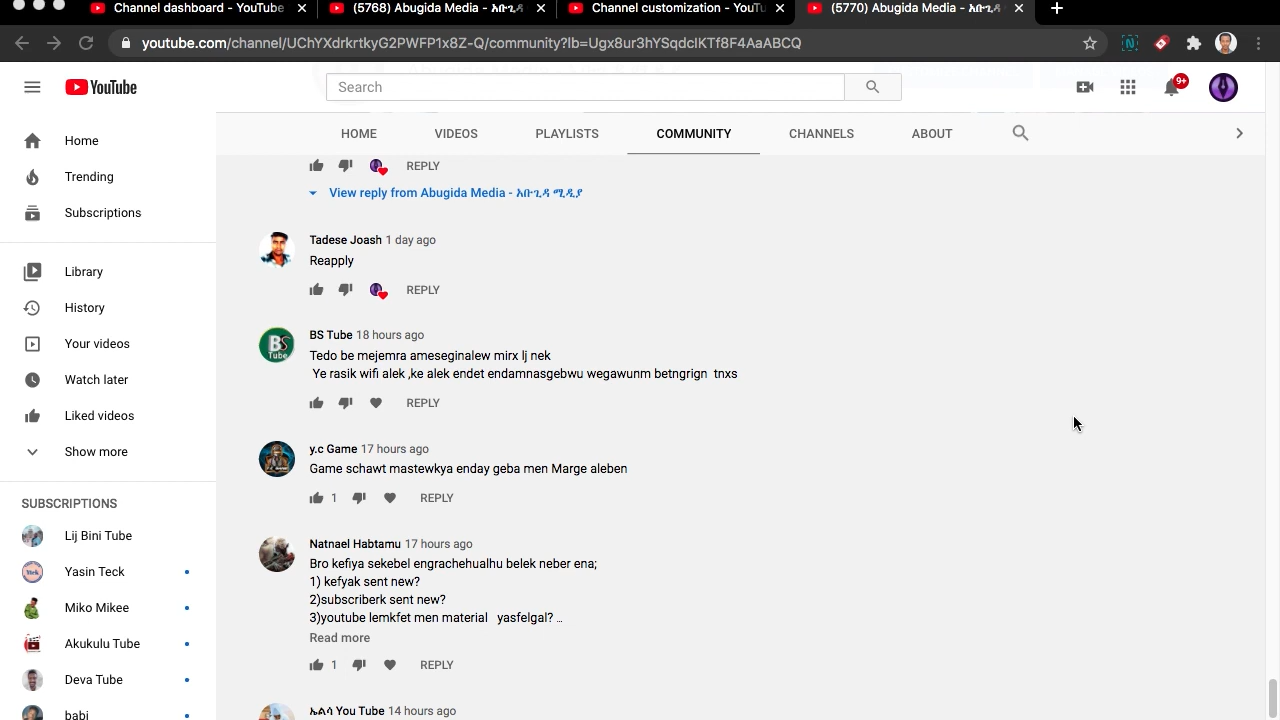 Channel dashboard - YouTube
(5768) Abugida Media - አቡጊዳ
Channel customization - YouTu
(5770) Abugida Media - አቡጊዳ
youtube.com/channel/UChYXdrkrtkyG2PWFP1x8Z-Q/community?lb=Ugx8ur3hYSqdclKTf8F4AaABCQ
YouTube
Search
9+
HOME
VIDEOS
PLAYLISTS
COMMUNITY
CHANNELS
ABOUT
Home
Trending
Subscriptions
Library
History
Your videos
Watch later
Liked videos
Show more
SUBSCRIPTIONS
Lij Bini Tube
Yasin Teck
Miko Mikee
Akukulu Tube
Deva Tube
babi
REPLY
View reply from Abugida Media - አቡጊዳ ሚዲያ
Tadese Joash 1 day ago
Reapply
REPLY
BS Tube
BS Tube 18 hours ago
Tedo be mejemra ameseginalew mirx lj nek
Ye rasik wifi alek ,ke alek endet endamnasgebwu wegawunm betngrign tnxs
REPLY
y.c Game 17 hours ago
Game schawt mastewkya enday geba men Marge aleben
1 REPLY
Natnael Habtamu 17 hours ago
Bro kefiya sekebel engrachehualhu belek neber ena;
1) kefyak sent new?
2)subscriberk sent new?
3)youtube lemkfet men material yasfelgal? ...
Read more
1 REPLY
You Tube 14 hours ago